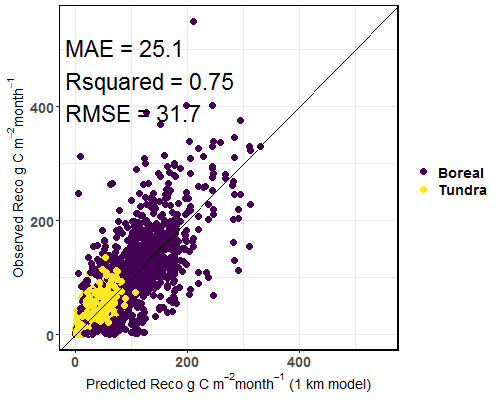 MAE = 25.1
Rsquared = 0.75
RMSE = 31.7
400
200
0
0 200 400
Observed Reco g C m⁻²month⁻¹
Predicted Reco g C m⁻²month⁻¹ (1 km model)
Boreal
Tundra